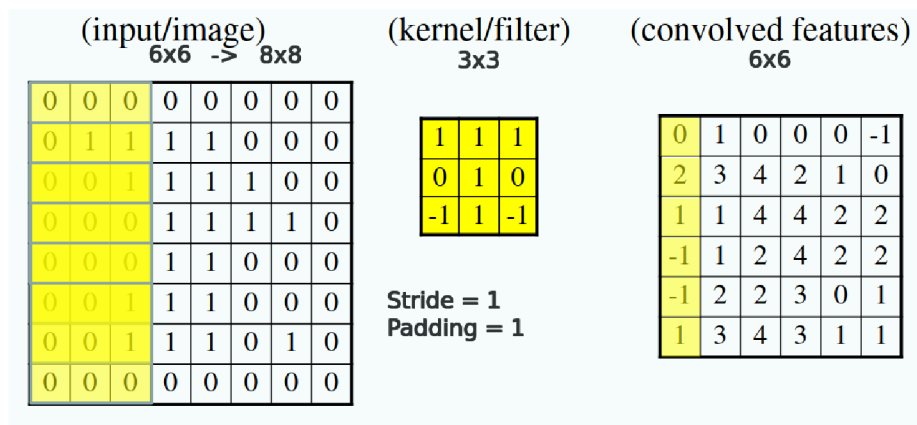 (input/image)
6x6 -> 8x8
0 0 0 0 0 0 0 0
0 1 1 1 1 0 0 0
0 0 1 1 1 1 0 0
0 0 0 1 1 1 1 0
0 0 0 1 1 0 0 0
0 0 1 1 1 0 0 0
0 0 1 1 1 0 1 0
0 0 0 0 0 0 0 0
(kernel/filter)
3x3
1 1 1
0 1 0
-1 1 -1
Stride = 1
Padding = 1
(convolved features)
6x6
0 1 0 0 0 -1
2 3 4 2 1 0
1 1 4 4 2 2
-1 1 2 4 2 2
-1 2 2 3 0 1
1 3 4 3 1 1